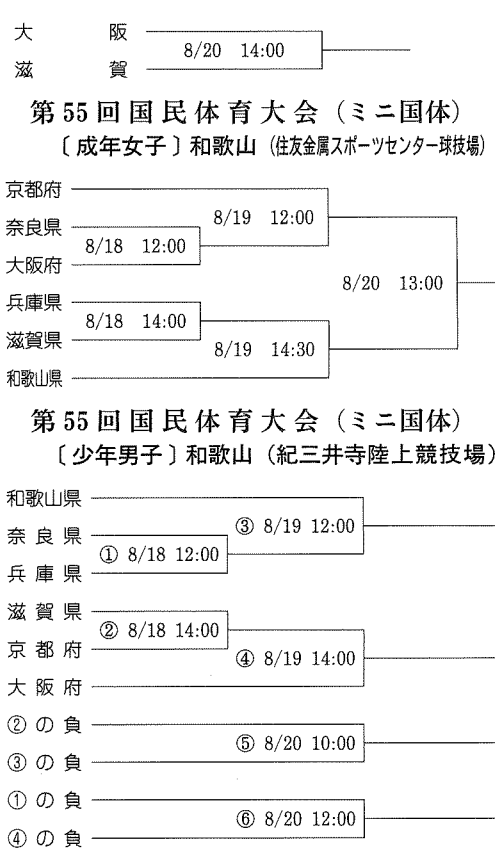 大阪
8/20 14:00
滋賀
第55回国民体育大会（ミニ国体）
〔成年女子〕和歌山（住友金属スポーツセンター球技場）
京都府
8/19 12:00
奈良県
8/18 12:00
大阪府
8/20 13:00
兵庫県
8/18 14:00
滋賀県
8/19 14:30
和歌山県
第55回国民体育大会（ミニ国体）
〔少年男子〕和歌山（紀三井寺陸上競技場）
和歌山県
③ 8/19 12:00
奈良県
① 8/18 12:00
兵庫県
滋賀県
② 8/18 14:00
京都府
④ 8/19 14:00
大阪府
②の負
⑤ 8/20 10:00
③の負
①の負
⑥ 8/20 12:00
④の負